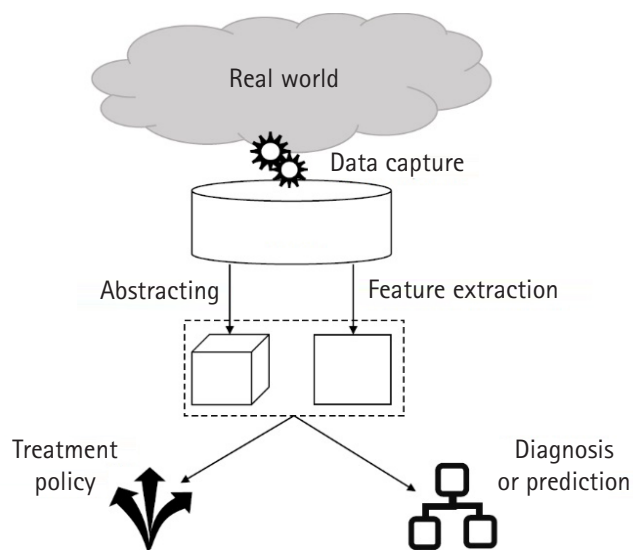 Real world
Data capture
Abstracting
Feature extraction
Treatment
policy
Diagnosis
or prediction